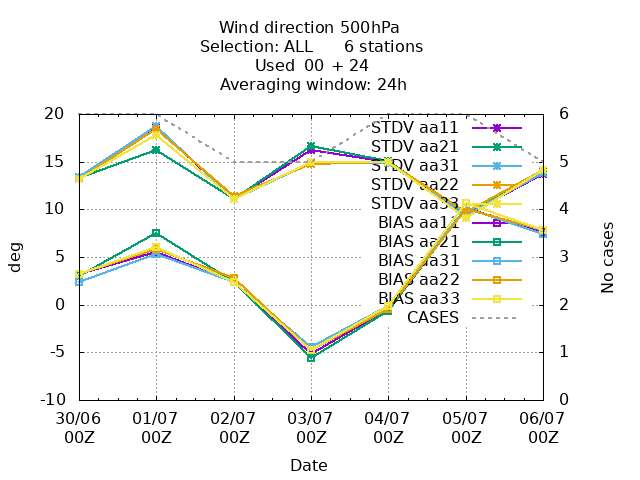 Wind direction 500hPa
Selection: ALL 6 stations
Used 00 + 24
Averaging window: 24h
20
15
10
5
0
-5
-10
deg
6
5
4
3
2
1
0
No cases
STDV aa11
STDV aa21
STDV aa31
STDV aa22
STDV aa33
BIAS aa11
BIAS aa21
BIAS aa31
BIAS aa22
BIAS aa33
CASES
30/06 01/07 02/07 03/07 04/07 05/07 06/07
00Z 00Z 00Z 00Z 00Z 00Z 00Z
Date